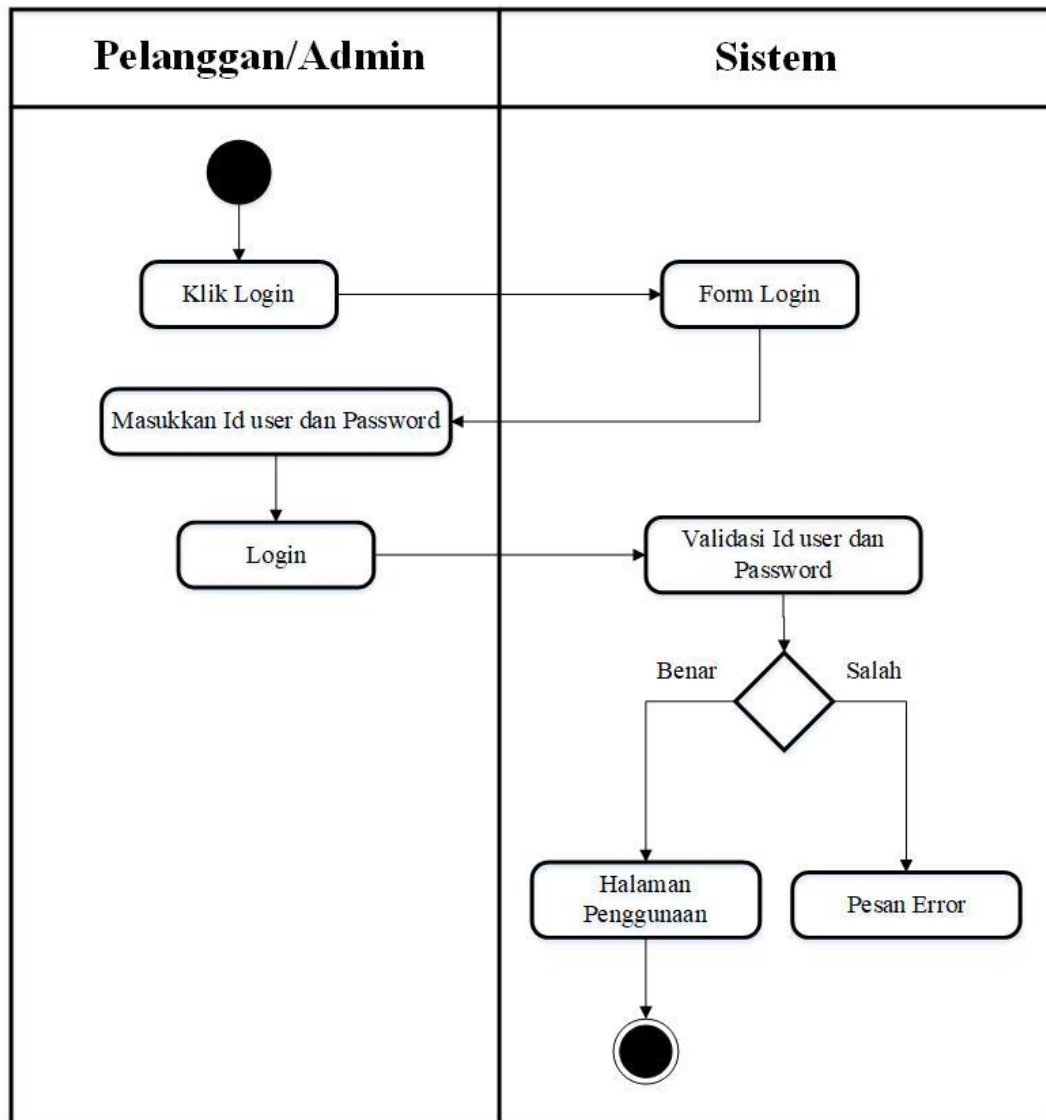 Pelanggan/Admin
Sistem
Klik Login
Form Login
Masukkan Id user dan Password
Login
Validasi Id user dan
Password
Benar
Salah
Halaman
Penggunaan
Pesan Error